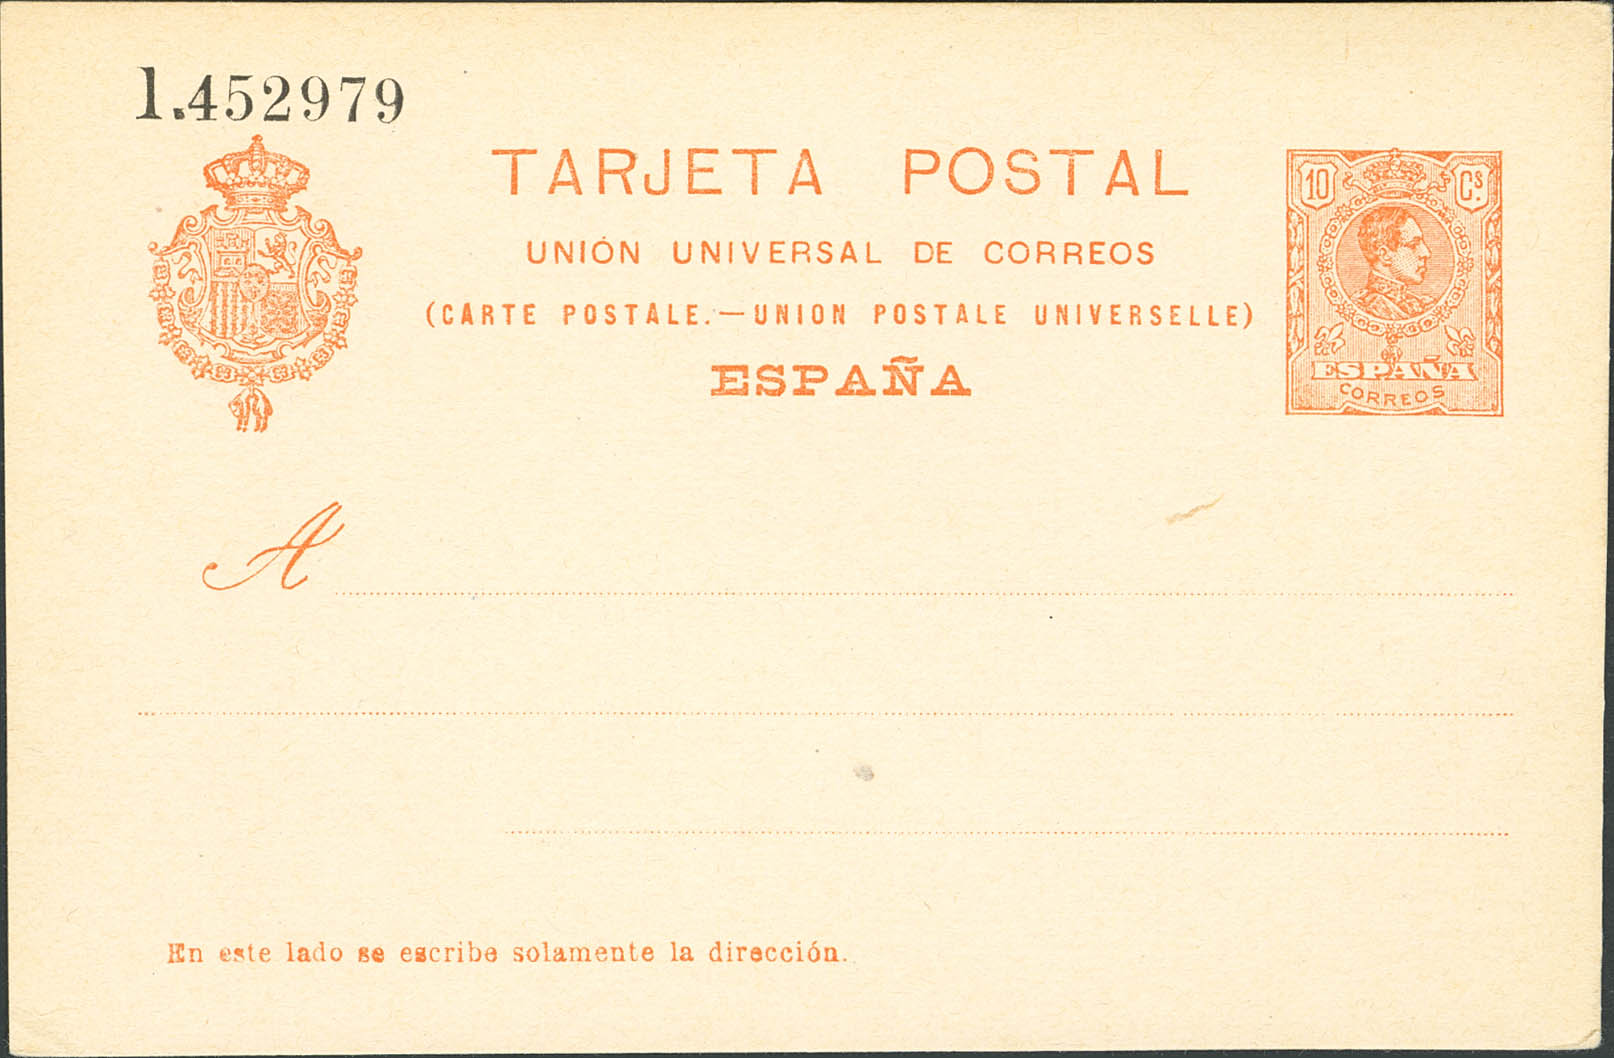 1.452979
TARJETA POSTAL
10 Cs.
UNIÓN UNIVERSAL DE CORREOS
(CARTE POSTALE.—UNION POSTALE UNIVERSELLE)
ESPAÑA
ESPAÑA
CORREOS
A
En este lado se escribe solamente la dirección.